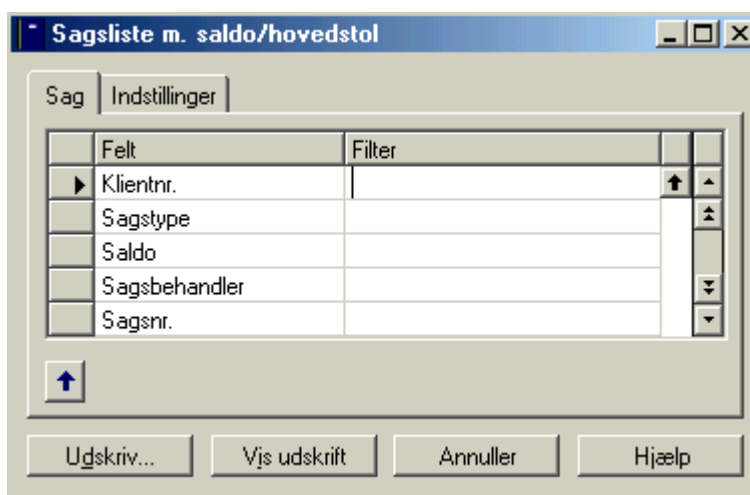 Sagsliste m. saldo/hovedstol
Sag Indstillinger
Felt Filter
Klientnr.
Sagstype
Saldo
Sagsbehandler
Sagsnr.
Udskriv... Vis udskrift Annuller Hjælp